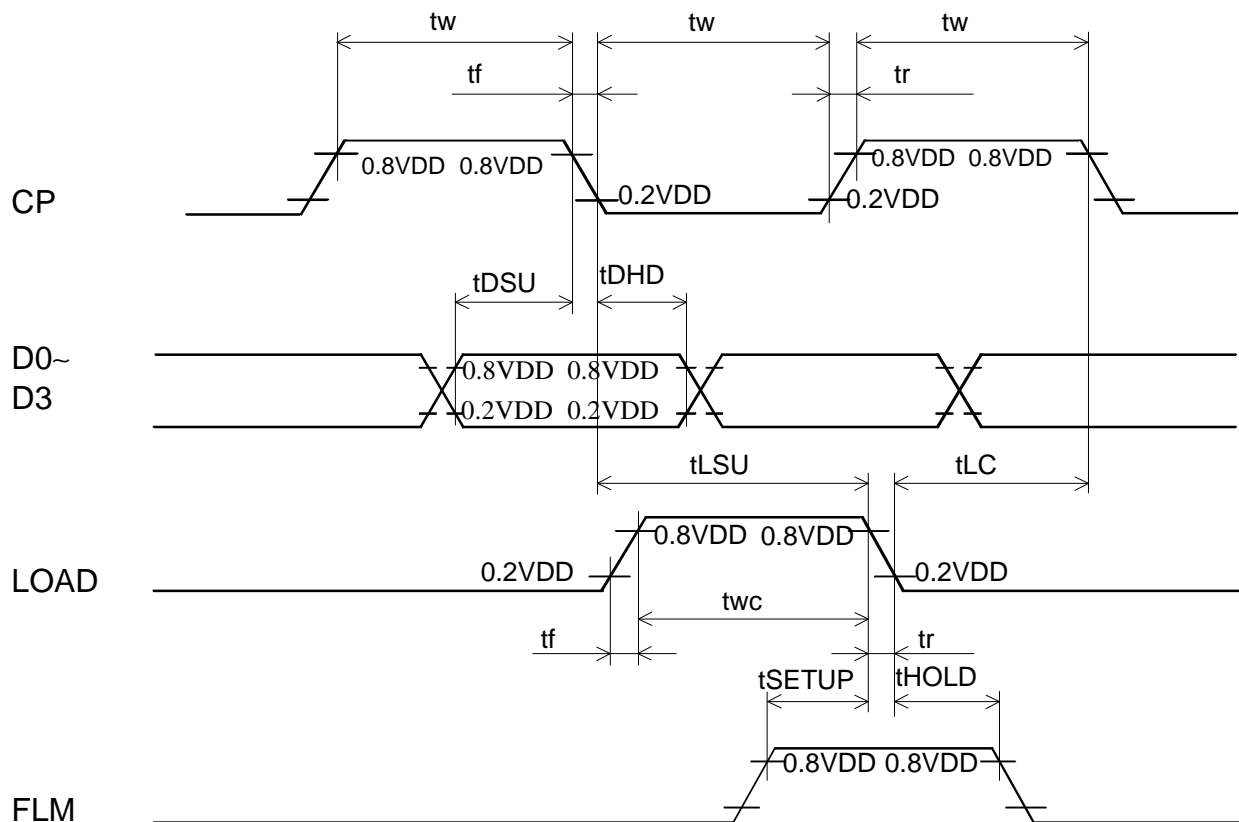 tw tw tw
tf tr
0.8VDD 0.8VDD 0.8VDD 0.8VDD
CP 0.2VDD 0.2VDD
tDSU tDHD
D0~ 0.8VDD 0.8VDD
D3 0.2VDD 0.2VDD
tLSU tLC
0.8VDD 0.8VDD
LOAD 0.2VDD 0.2VDD
twc
tf tr
tSETUP tHOLD
0.8VDD 0.8VDD
FLM